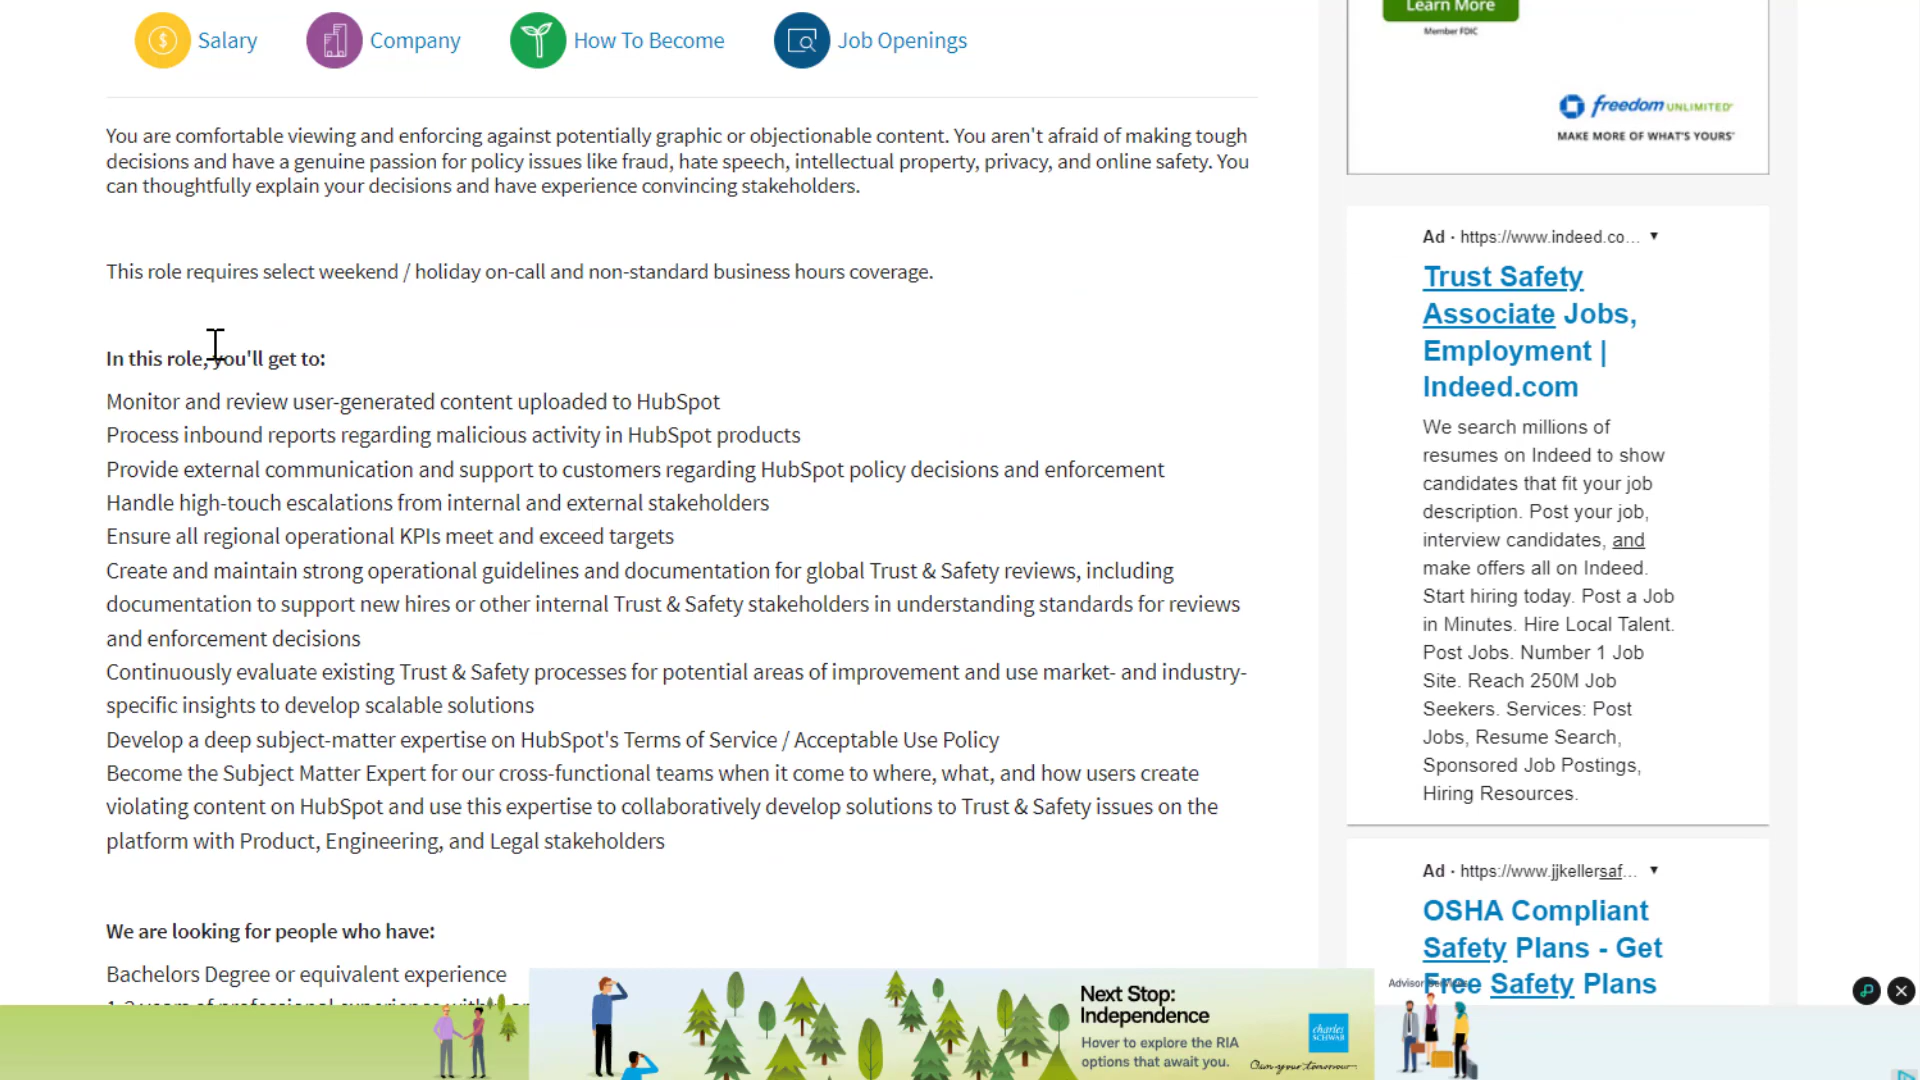 Salary
Company
How To Become
Job Openings
You are comfortable viewing and enforcing against potentially graphic or objectionable content. You aren't afraid of making tough
decisions and have a genuine passion for policy issues like fraud, hate speech, intellectual property, privacy, and online safety. You
can thoughtfully explain your decisions and have experience convincing stakeholders.
This role requires select weekend / holiday on-call and non-standard business hours coverage.
In this role, you'll get to:
Monitor and review user-generated content uploaded to HubSpot
Process inbound reports regarding malicious activity in HubSpot products
Provide external communication and support to customers regarding HubSpot policy decisions and enforcement
Handle high-touch escalations from internal and external stakeholders
Ensure all regional operational KPIs meet and exceed targets
Create and maintain strong operational guidelines and documentation for global Trust & Safety reviews, including
documentation to support new hires or other internal Trust & Safety stakeholders in understanding standards for reviews
and enforcement decisions
Continuously evaluate existing Trust & Safety processes for potential areas of improvement and use market- and industry-
specific insights to develop scalable solutions
Develop a deep subject-matter expertise on HubSpot's Terms of Service / Acceptable Use Policy
Become the Subject Matter Expert for our cross-functional teams when it come to where, what, and how users create
violating content on HubSpot and use this expertise to collaboratively develop solutions to Trust & Safety issues on the
platform with Product, Engineering, and Legal stakeholders
We are looking for people who have:
Bachelors Degree or equivalent experience
Learn More
Member FDIC
freedom UNLIMITED®
MAKE MORE OF WHAT'S YOURS®
Ad · https://www.indeed.co...
Trust Safety
Associate Jobs,
Employment |
Indeed.com
We search millions of
resumes on Indeed to show
candidates that fit your job
description. Post your job,
interview candidates, and
make offers all on Indeed.
Start hiring today. Post a Job
in Minutes. Hire Local Talent.
Post Jobs. Number 1 Job
Site. Reach 250M Job
Seekers. Services: Post
Jobs, Resume Search,
Sponsored Job Postings,
Hiring Resources.
Ad · https://www.jjkellersaf...
OSHA Compliant
Safety Plans - Get
Free Safety Plans
Next Stop:
Independence
Hover to explore the RIA
options that await you.
charles
SCHWAB
Own your tomorrow
Advisor